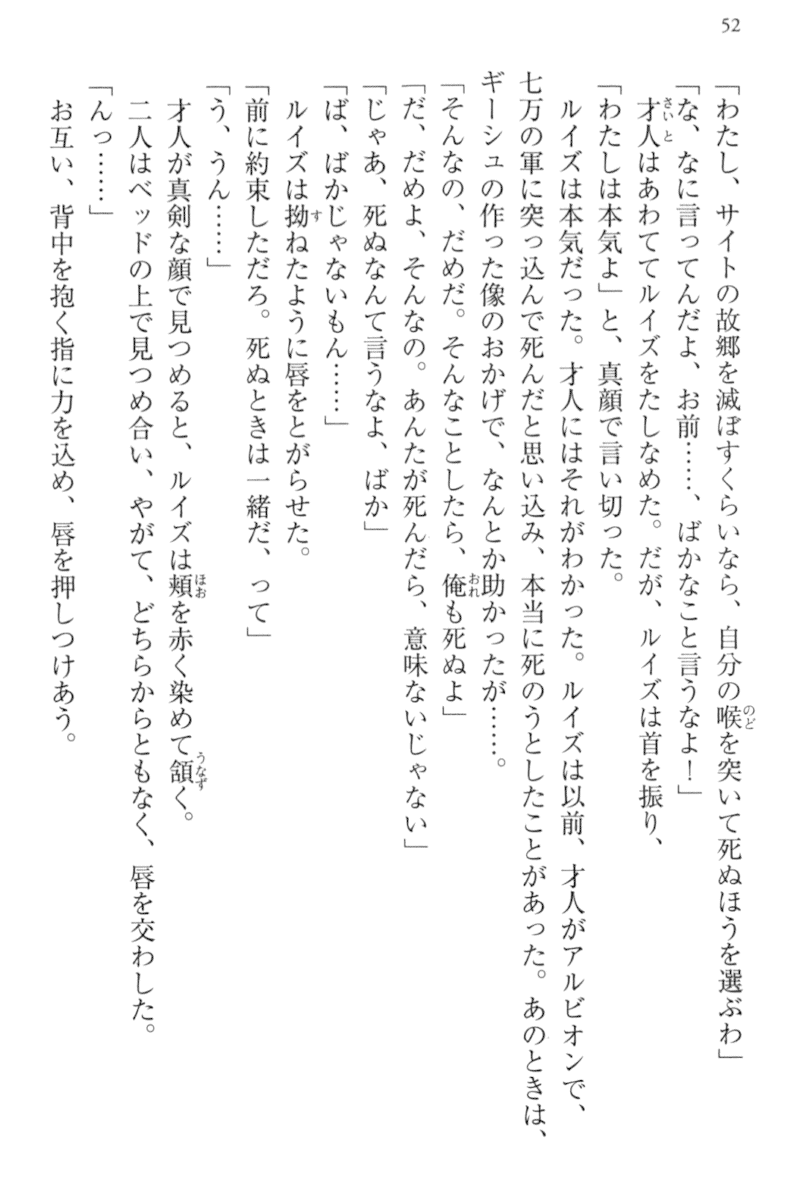 52
「わたし、サイトの故郷を滅ぼすくらいなら、自分の喉を突いて死ぬほうを選ぶわ」
「な、なに言ってんだよ、お前……、ばかなこと言うなよ！」
才人はあわててルイズをたしなめた。だが、ルイズは首を振り、
「わたしは本気よ」と、真顔で言い切った。
ルイズは本気だった。才人にはそれがわかった。ルイズは以前、才人がアルビオンで、
七万の軍に突っ込んで死んだと思い込み、本当に死のうとしたことがあった。あのときは、
ギーシュの作った像のおかげで、なんとか助かったが……。
「そんなの、だめだ。そんなことしたら、俺も死ぬよ」
「だ、だめよ、そんなの。あんたが死んだら、意味ないじゃない」
「じゃあ、死ぬなんて言うなよ、ばか」
「ば、ばかじゃないもん……」
ルイズは拗ねたように唇をとがらせた。
「前に約束しただろ。死ぬときは一緒だ、って」
「う、うん……」
才人が真剣な顔で見つめると、ルイズは頬を赤く染めて頷く。
二人はベッドの上で見つめ合い、やがて、どちらからともなく、唇を交わした。
「んっ……」
お互い、背中を抱く指に力を込め、唇を押しつけあう。